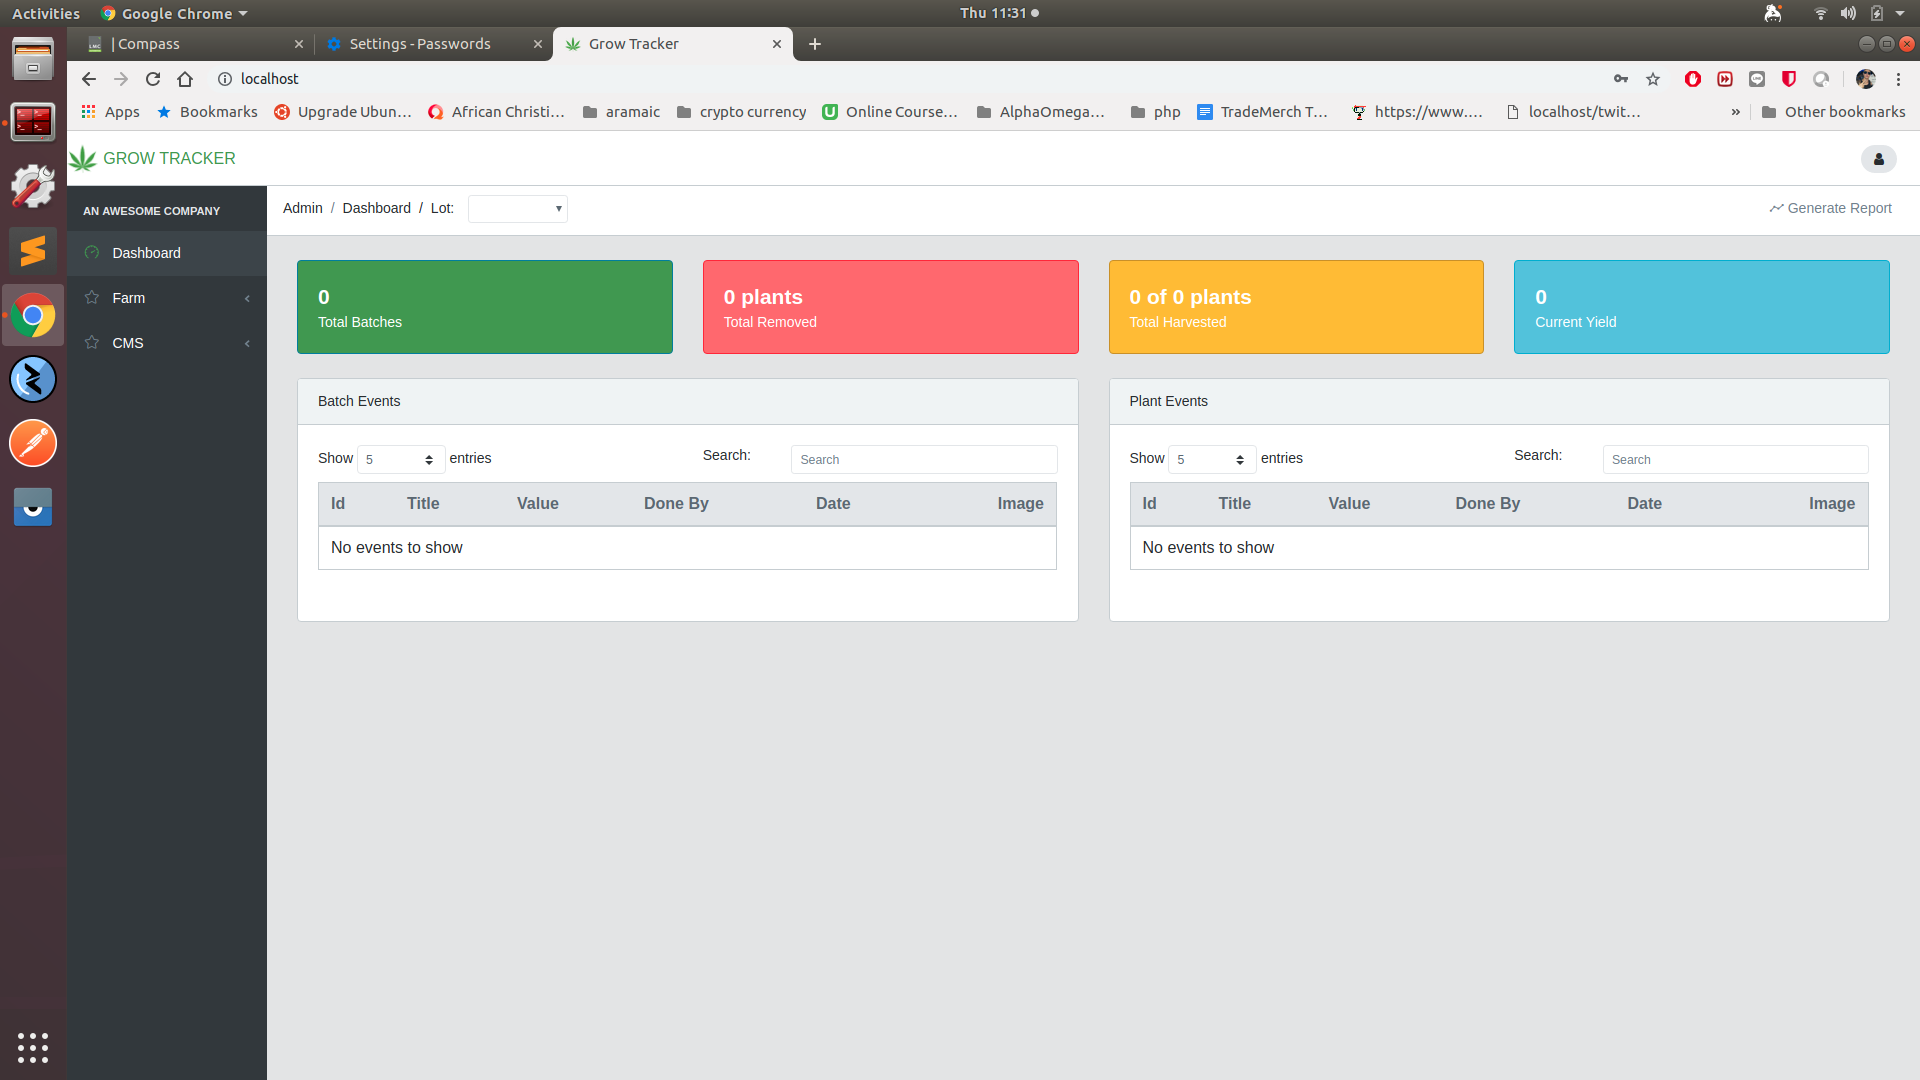 Activities Google Chrome Thu 11:31
| Compass Settings - Passwords Grow Tracker
localhost
Apps Bookmarks Upgrade Ubun... African Christi... aramaic crypto currency Online Course... AlphaOmega... php TradeMerch T... https://www.... localhost/twit... » Other bookmarks
GROW TRACKER
AN AWESOME COMPANY
Dashboard
Farm
CMS
Admin / Dashboard / Lot:
Generate Report
0
Total Batches
0 plants
Total Removed
0 of 0 plants
Total Harvested
0
Current Yield
Batch Events
Show 5 entries Search: Search
Id Title Value Done By Date Image
No events to show
Plant Events
Show 5 entries Search: Search
Id Title Value Done By Date Image
No events to show